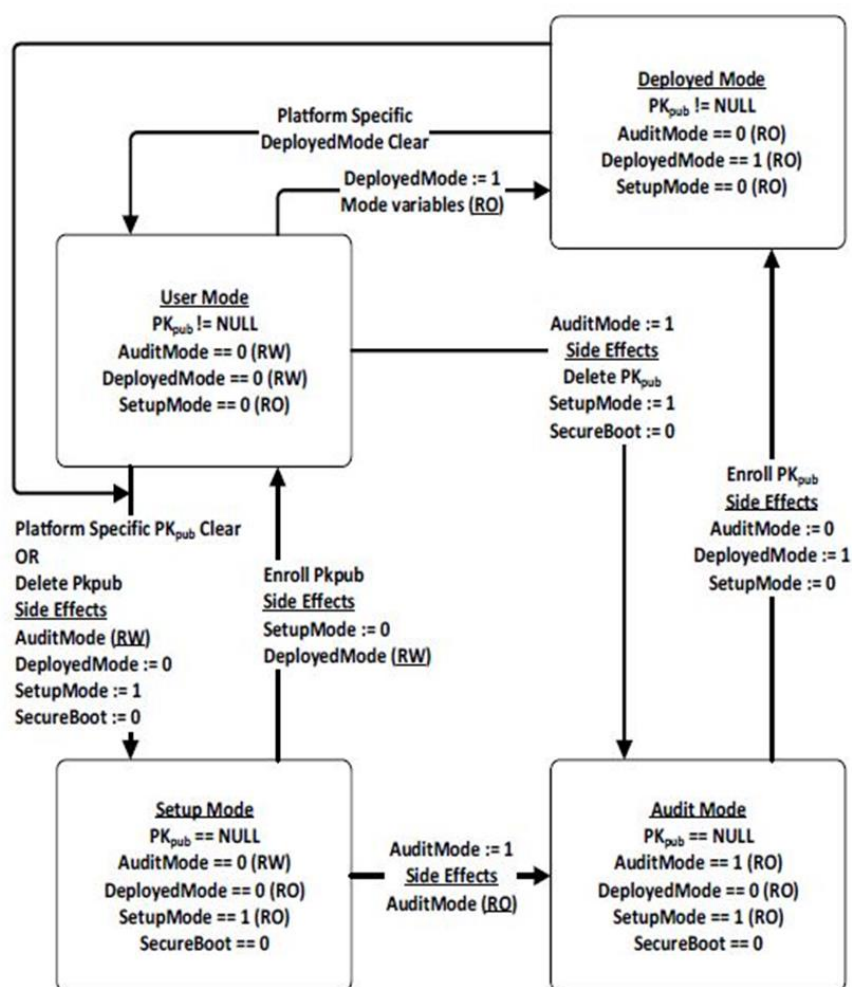 Deployed Mode
PKpub != NULL
AuditMode == 0 (RO)
DeployedMode == 1 (RO)
SetupMode == 0 (RO)
Platform Specific
DeployedMode Clear
DeployedMode := 1
Mode variables (RO)
User Mode
PKpub != NULL
AuditMode == 0 (RW)
DeployedMode == 0 (RW)
SetupMode == 0 (RO)
AuditMode := 1
Side Effects
Delete PKpub
SetupMode := 1
SecureBoot := 0
Enroll PKpub
Side Effects
AuditMode := 0
DeployedMode := 1
SetupMode := 0
Platform Specific PKpub Clear
OR
Delete Pkpub
Side Effects
AuditMode (RW)
DeployedMode := 0
SetupMode := 1
SecureBoot := 0
Enroll Pkpub
Side Effects
SetupMode := 0
DeployedMode (RW)
Setup Mode
PKpub == NULL
AuditMode == 0 (RW)
DeployedMode == 0 (RO)
SetupMode == 1 (RO)
SecureBoot == 0
AuditMode := 1
Side Effects
AuditMode (RO)
Audit Mode
PKpub == NULL
AuditMode == 1 (RO)
DeployedMode == 0 (RO)
SetupMode == 1 (RO)
SecureBoot == 0